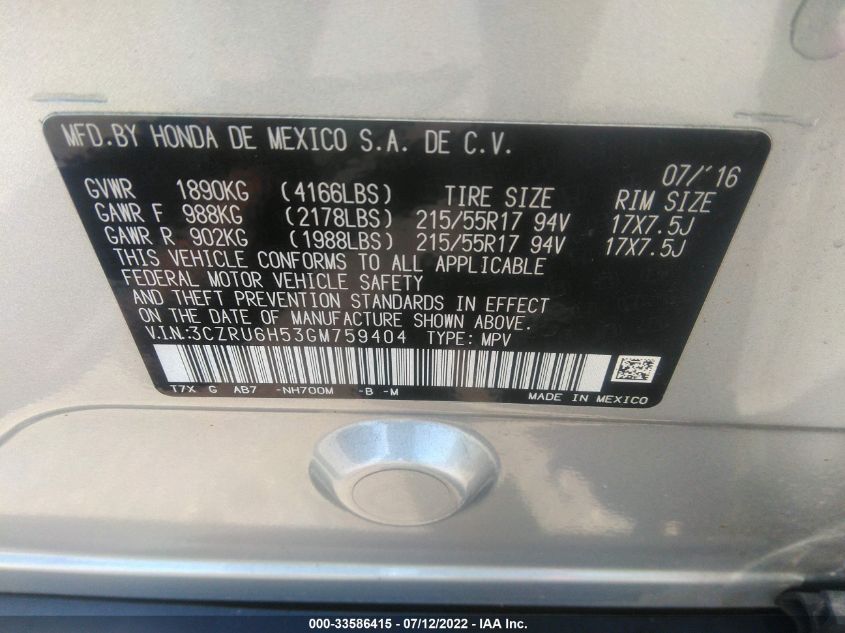 MFD.BY HONDA DE MEXICO S.A. DE C.V.
07/'16
GVWR 1890KG (4166LBS) TIRE SIZE RIM SIZE
GAWR F 988KG (2178LBS) 215/55R17 94V 17X7.5J
GAWR R 902KG (1988LBS) 215/55R17 94V 17X7.5J
THIS VEHICLE CONFORMS TO ALL APPLICABLE
FEDERAL MOTOR VEHICLE SAFETY
AND THEFT PREVENTION STANDARDS IN EFFECT
ON THE DATE OF MANUFACTURE SHOWN ABOVE.
V.I.N:3CZRU6H53GM759404 TYPE: MPV
T7X G AB7 -NH700M -B -M MADE IN MEXICO
000-33586415 - 07/12/2022 - IAA Inc.